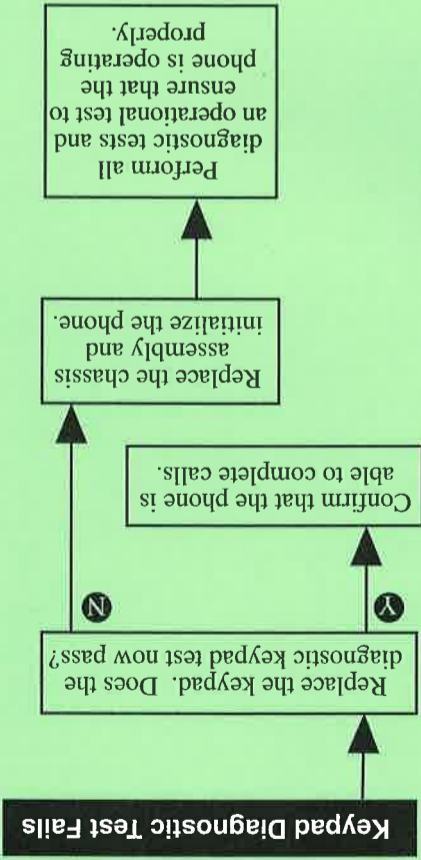 Keypad Diagnostic Test Fails
Replace the keypad. Does the
diagnostic keypad test now pass?
Y
N
Confirm that the phone is
able to complete calls.
Replace the chassis
assembly and
initialize the phone.
Perform all
diagnostic tests and
an operational test to
ensure that the
phone is operating
properly.